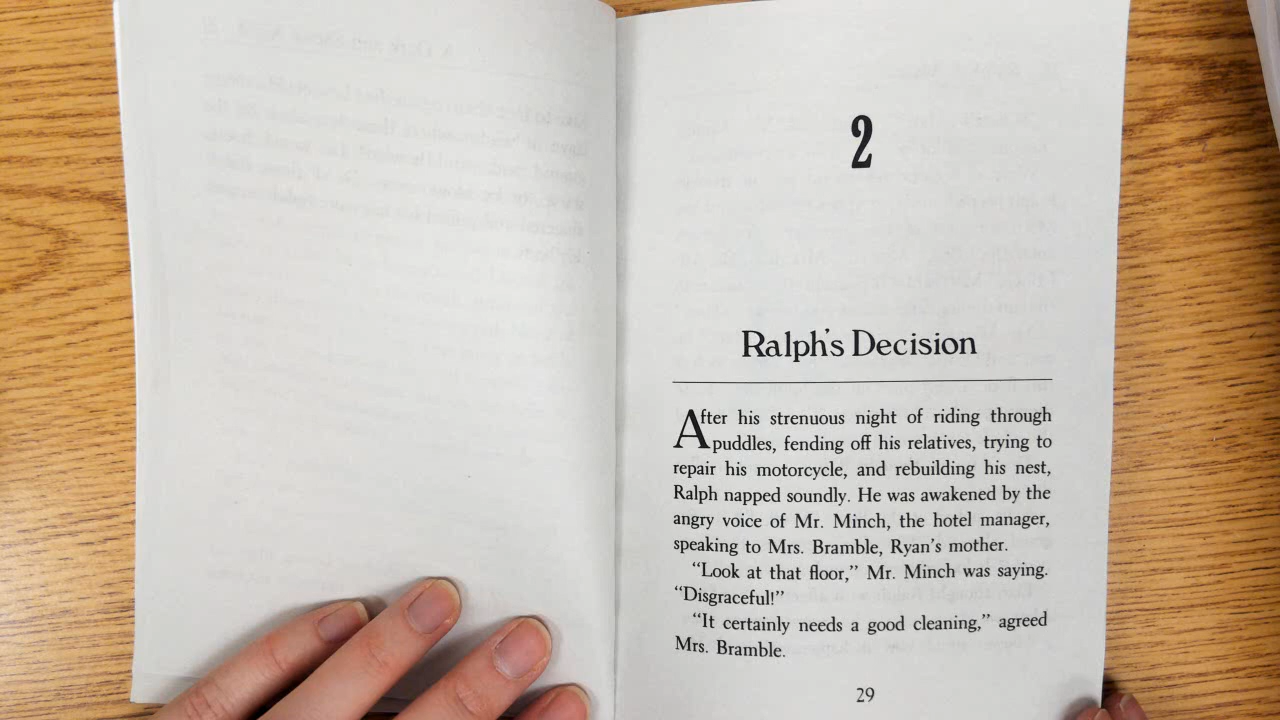 2
Ralph's Decision
After his strenuous night of riding through
puddles, fending off his relatives, trying to
repair his motorcycle, and rebuilding his nest,
Ralph napped soundly. He was awakened by the
angry voice of Mr. Minch, the hotel manager,
speaking to Mrs. Bramble, Ryan's mother.
“Look at that floor,” Mr. Minch was saying.
“Disgraceful!”
“It certainly needs a good cleaning,” agreed
Mrs. Bramble.
29